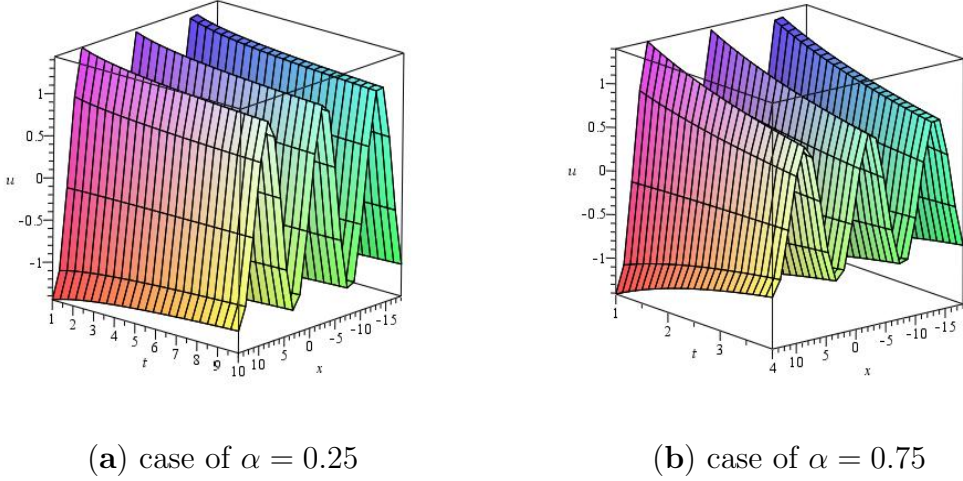 1
0.5
0
-0.5
-1
u
1 2 3 4 5 6 7 8 9 10
t
10 5 0 -5 -10 -15
x
1
0.5
0
-0.5
-1
u
1 2 3 4
t
10 5 0 -5 -10 -15
x
(a) case of α = 0.25
(b) case of α = 0.75